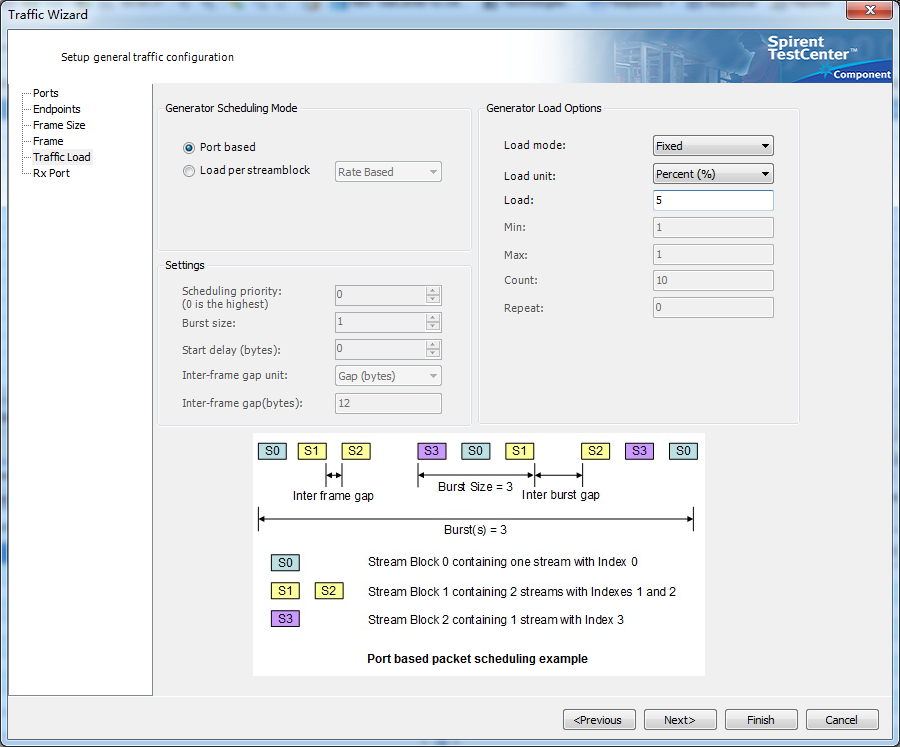 Traffic Wizard
Setup general traffic configuration
Spirent
TestCenter™
Component
Ports
Endpoints
Frame Size
Frame
Traffic Load
Rx Port
Generator Scheduling Mode
Port based
Load per streamblock
Rate Based
Settings
Scheduling priority:
(0 is the highest)
0
Burst size:
1
Start delay (bytes):
0
Inter-frame gap unit:
Gap (bytes)
Inter-frame gap(bytes):
12
Generator Load Options
Load mode:
Fixed
Load unit:
Percent (%)
Load:
5
Min:
1
Max:
1
Count:
10
Repeat:
0
S0 S1 S2 S3 S0 S1 S2 S3 S0
Inter frame gap
Burst Size = 3
Inter burst gap
Burst(s) = 3
S0 Stream Block 0 containing one stream with Index 0
S1 S2 Stream Block 1 containing 2 streams with Indexes 1 and 2
S3 Stream Block 2 containing 1 stream with Index 3
Port based packet scheduling example
<Previous
Next>
Finish
Cancel